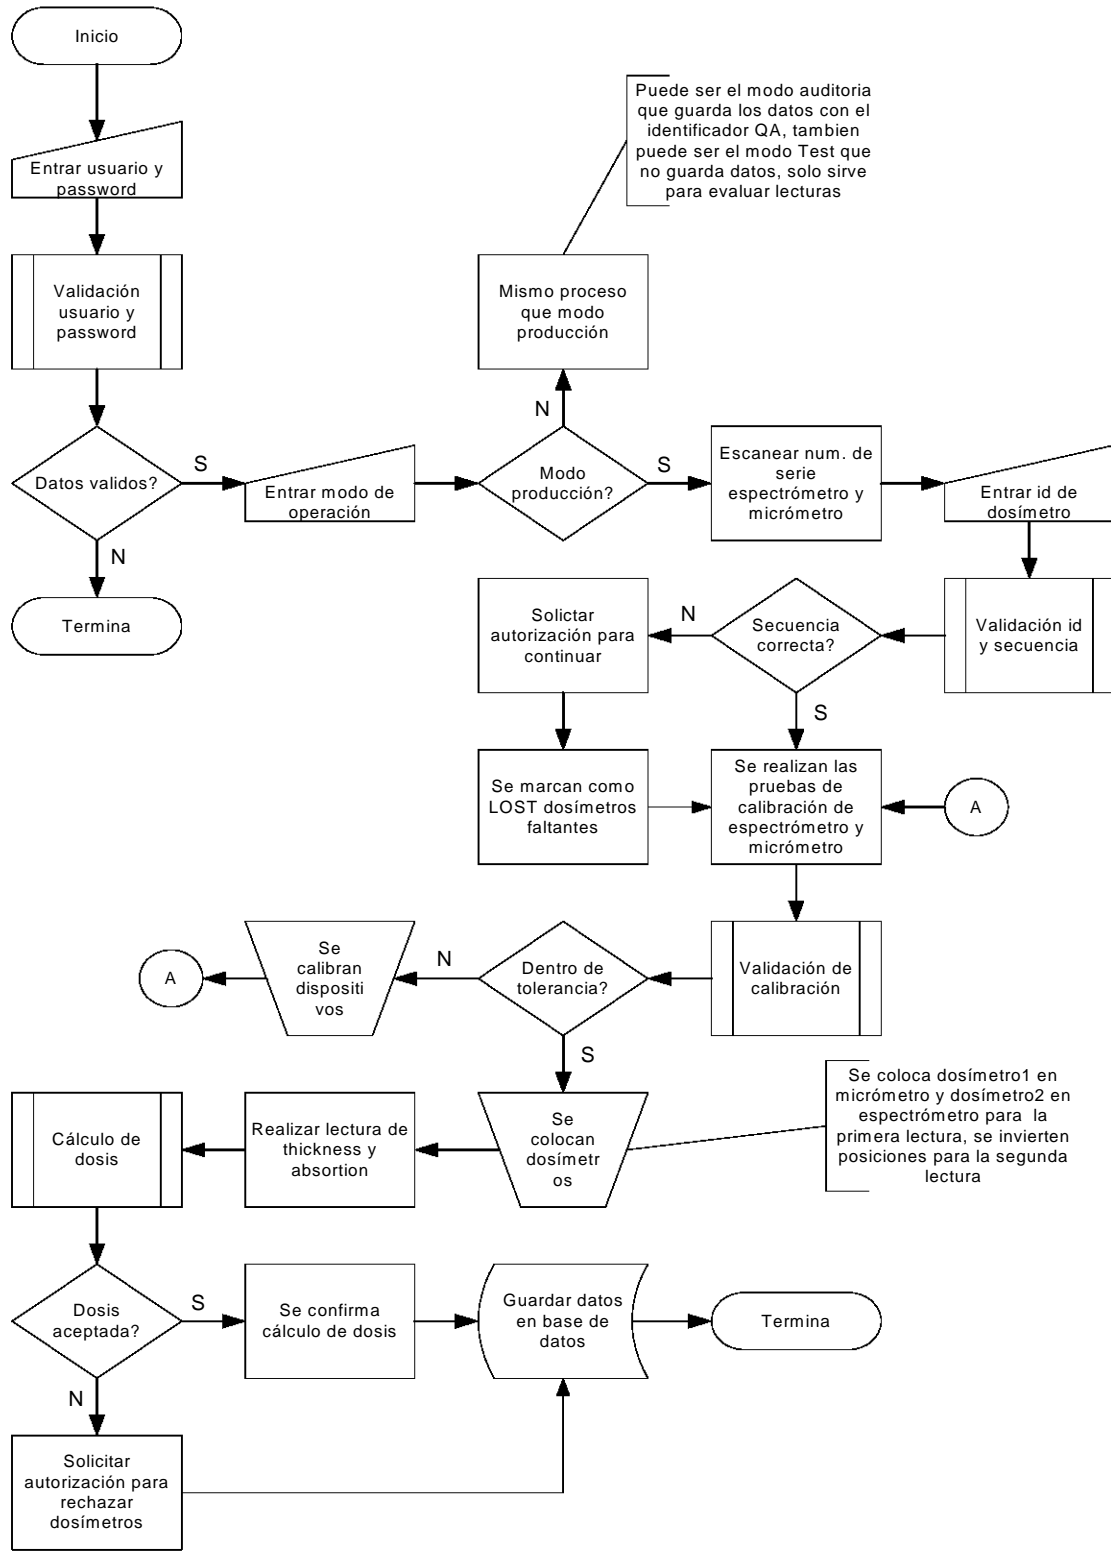 Inicio
Puede ser el modo auditoria
que guarda los datos con el
identificador QA, tambien
puede ser el modo Test que
no guarda datos, solo sirve
para evaluar lecturas
Entrar usuario y
password
Validación
usuario y
password
Mismo proceso
que modo
producción
N
Datos validos?
S
Entrar modo de
operación
Modo
producción?
S
Escanear num. de
serie
espectrómetro y
micrómetro
Entrar id de
dosímetro
N
Termina
Solictar
autorización para
continuar
N
Secuencia
correcta?
Validación id
y secuencia
S
Se marcan como
LOST dosímetros
faltantes
Se realizan las
pruebas de
calibración de
espectrómetro y
micrómetro
A
A
Se
calibran
dispositi
vos
N
Dentro de
tolerancia?
Validación de
calibración
S
Cálculo de
dosis
Realizar lectura de
thickness y
absortion
Se
colocan
dosímetr
os
Se coloca dosímetro1 en
micrómetro y dosímetro2 en
espectrómetro para  la
primera lectura, se invierten
posiciones para la segunda
lectura
Dosis
aceptada?
S
Se confirma
cálculo de dosis
Guardar datos
en base de
datos
Termina
N
Solicitar
autorización para
rechazar
dosímetros